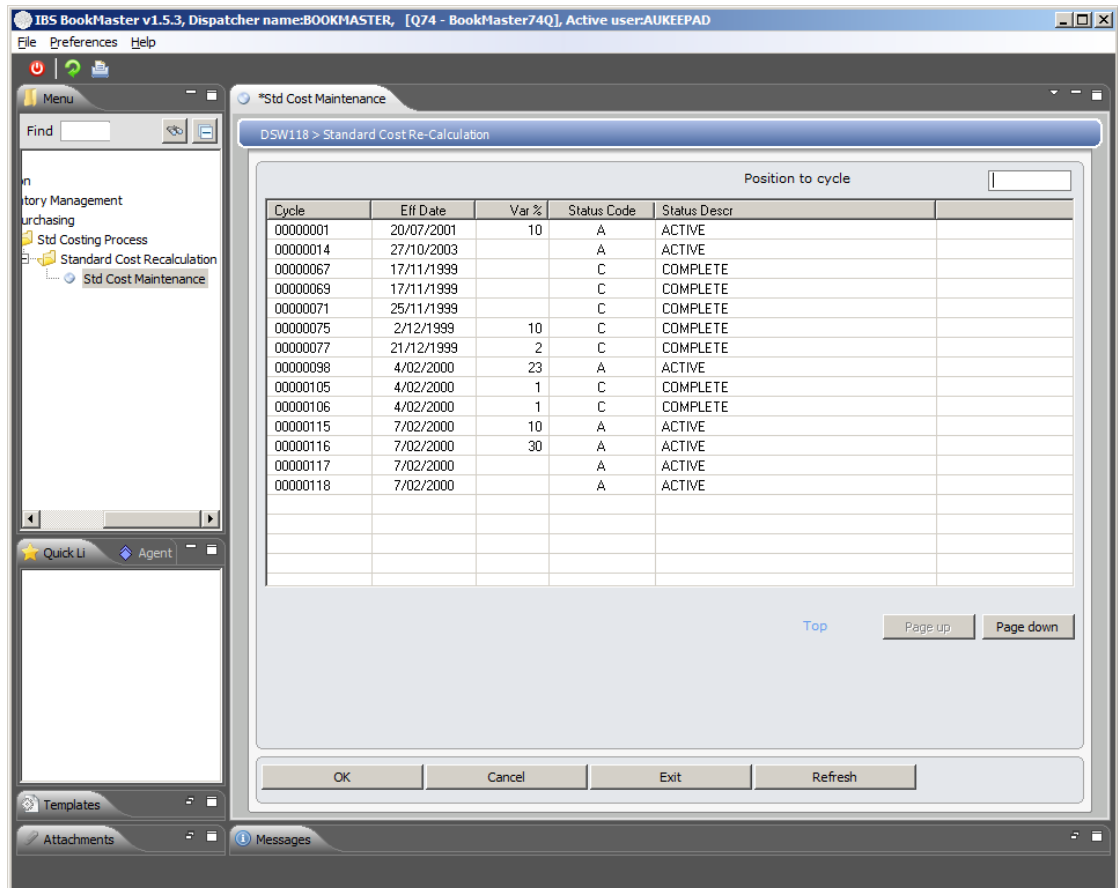 IBS BookMaster v1.5.3, Dispatcher name:BOOKMASTER, [Q74 - BookMaster74Q], Active user:AUKEEPAD
File Preferences Help
Menu
Find
on
itory Management
urchasing
Std Costing Process
Standard Cost Recalculation
Std Cost Maintenance
Quick Li
Agent
Templates
Attachments
*Std Cost Maintenance
DSW118 > Standard Cost Re-Calculation
Position to cycle
Cycle Eff Date Var % Status Code Status Descr
00000001 20/07/2001 10 A ACTIVE
00000014 27/10/2003 A ACTIVE
00000067 17/11/1999 C COMPLETE
00000069 17/11/1999 C COMPLETE
00000071 25/11/1999 C COMPLETE
00000075 2/12/1999 10 C COMPLETE
00000077 21/12/1999 2 C COMPLETE
00000098 4/02/2000 23 A ACTIVE
00000105 4/02/2000 1 C COMPLETE
00000106 4/02/2000 1 C COMPLETE
00000115 7/02/2000 10 A ACTIVE
00000116 7/02/2000 30 A ACTIVE
00000117 7/02/2000 A ACTIVE
00000118 7/02/2000 A ACTIVE
Top Page up Page down
OK Cancel Exit Refresh
Messages